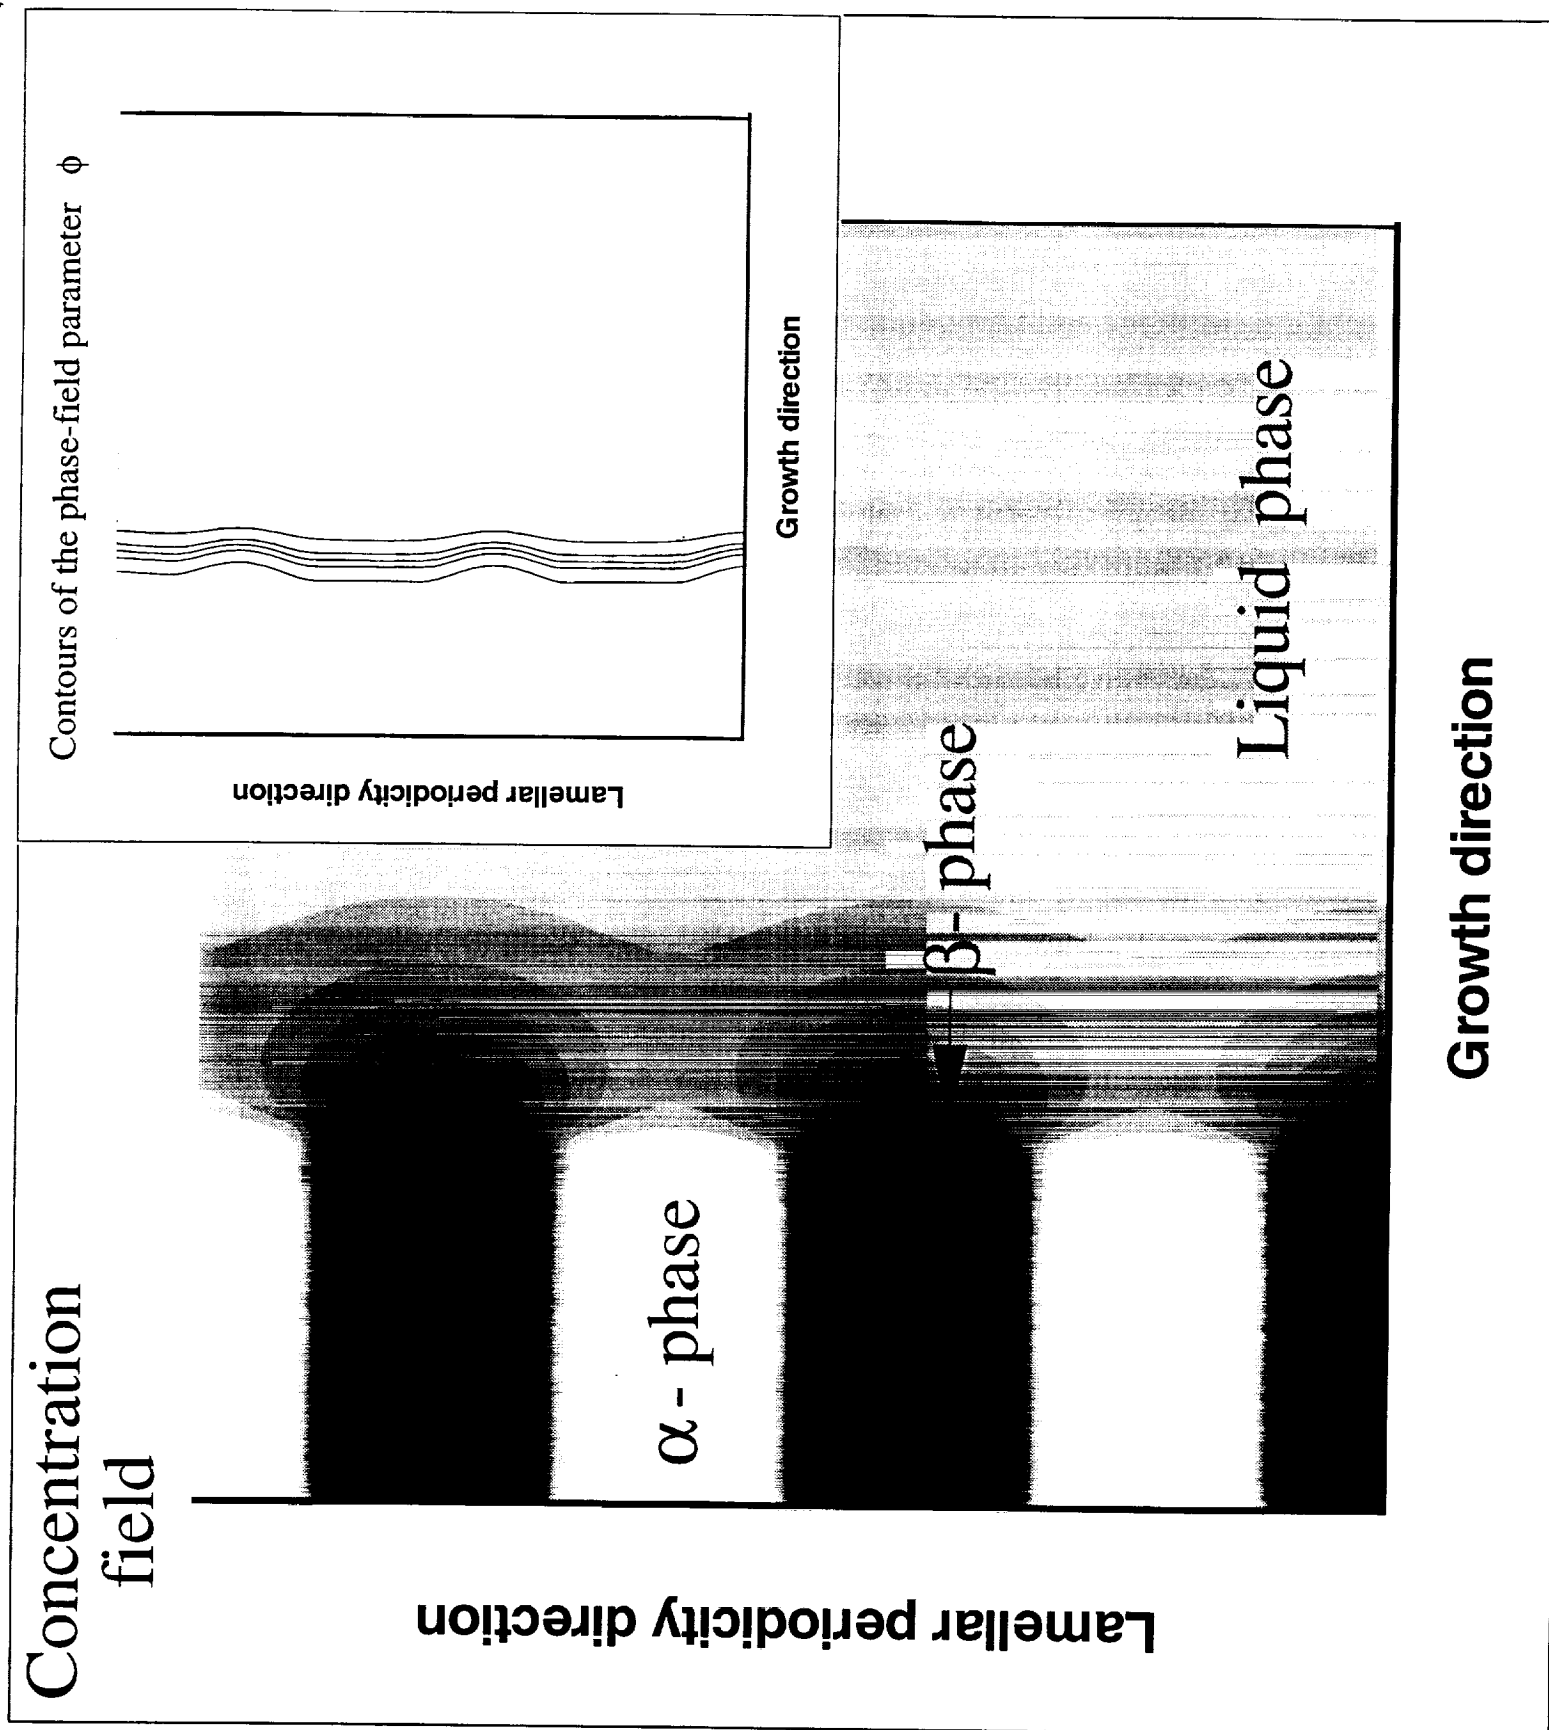 Concentration
field
Contours of the phase-field parameter ϕ
Lamellar periodicity direction
Growth direction
α - phase
β- phase
Liquid phase
Lamellar periodicity direction
Growth direction